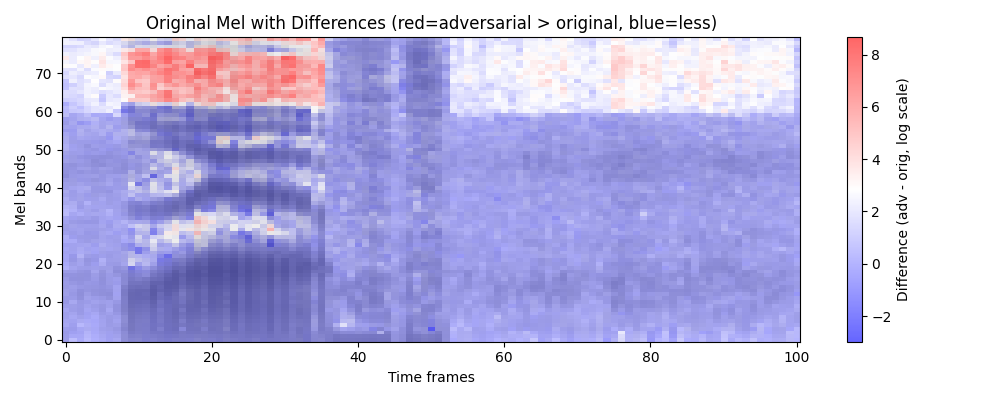 Original Mel with Differences (red=adversarial > original, blue=less)
Mel bands
70
60
50
40
30
20
10
0
0 20 40 60 80 100
Time frames
8
6
4
2
0
−2
Difference (adv - orig, log scale)